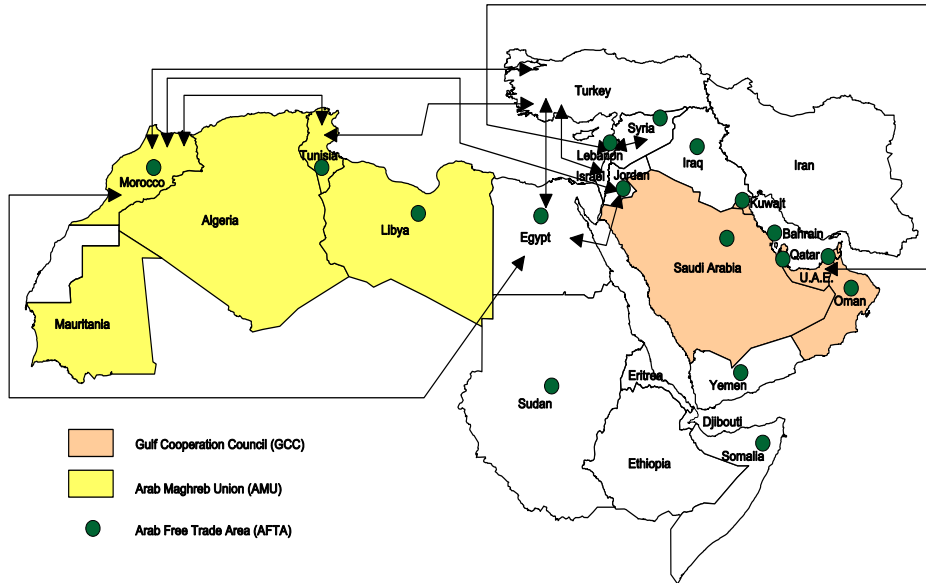 Turkey
Syria
Lebanon
Iraq
Iran
Tunisia
Israel
Jordan
Morocco
Kuwait
Algeria
Libya
Egypt
Bahrain
Saudi Arabia
Qatar
U.A.E.
Oman
Mauritania
Eritrea
Yemen
Sudan
Djibouti
Gulf Cooperation Council (GCC)
Somalia
Ethiopia
Arab Maghreb Union (AMU)
Arab Free Trade Area (AFTA)